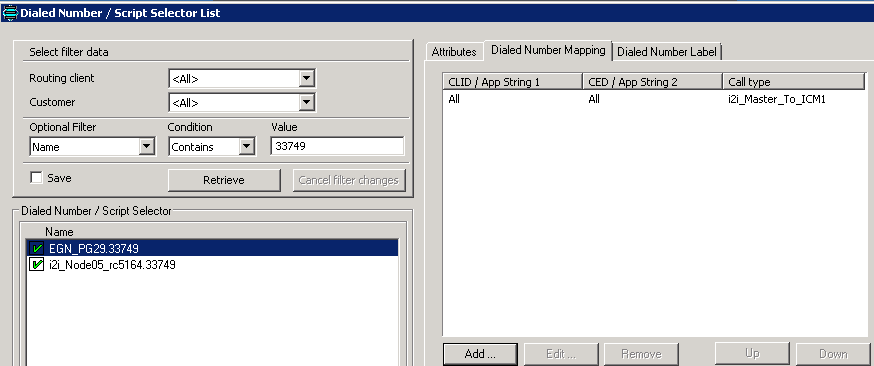 Dialed Number / Script Selector List
Select filter data
Routing client <All>
Customer <All>
Optional Filter Condition Value
Name Contains 33749
Save Retrieve Cancel filter changes
Dialed Number / Script Selector
Name
EGN_PG29.33749
i2i_Node05_rc5164.33749
Attributes Dialed Number Mapping Dialed Number Label
CLID / App String 1 CED / App String 2 Call type
All All i2i_Master_To_ICM1
Add ... Edit ... Remove Up Down